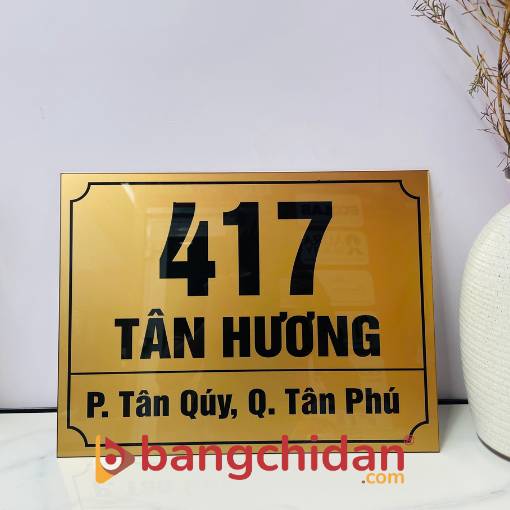 417
TÂN HƯƠNG
P. Tân Qúy, Q. Tân Phú
bangchidan®
.com